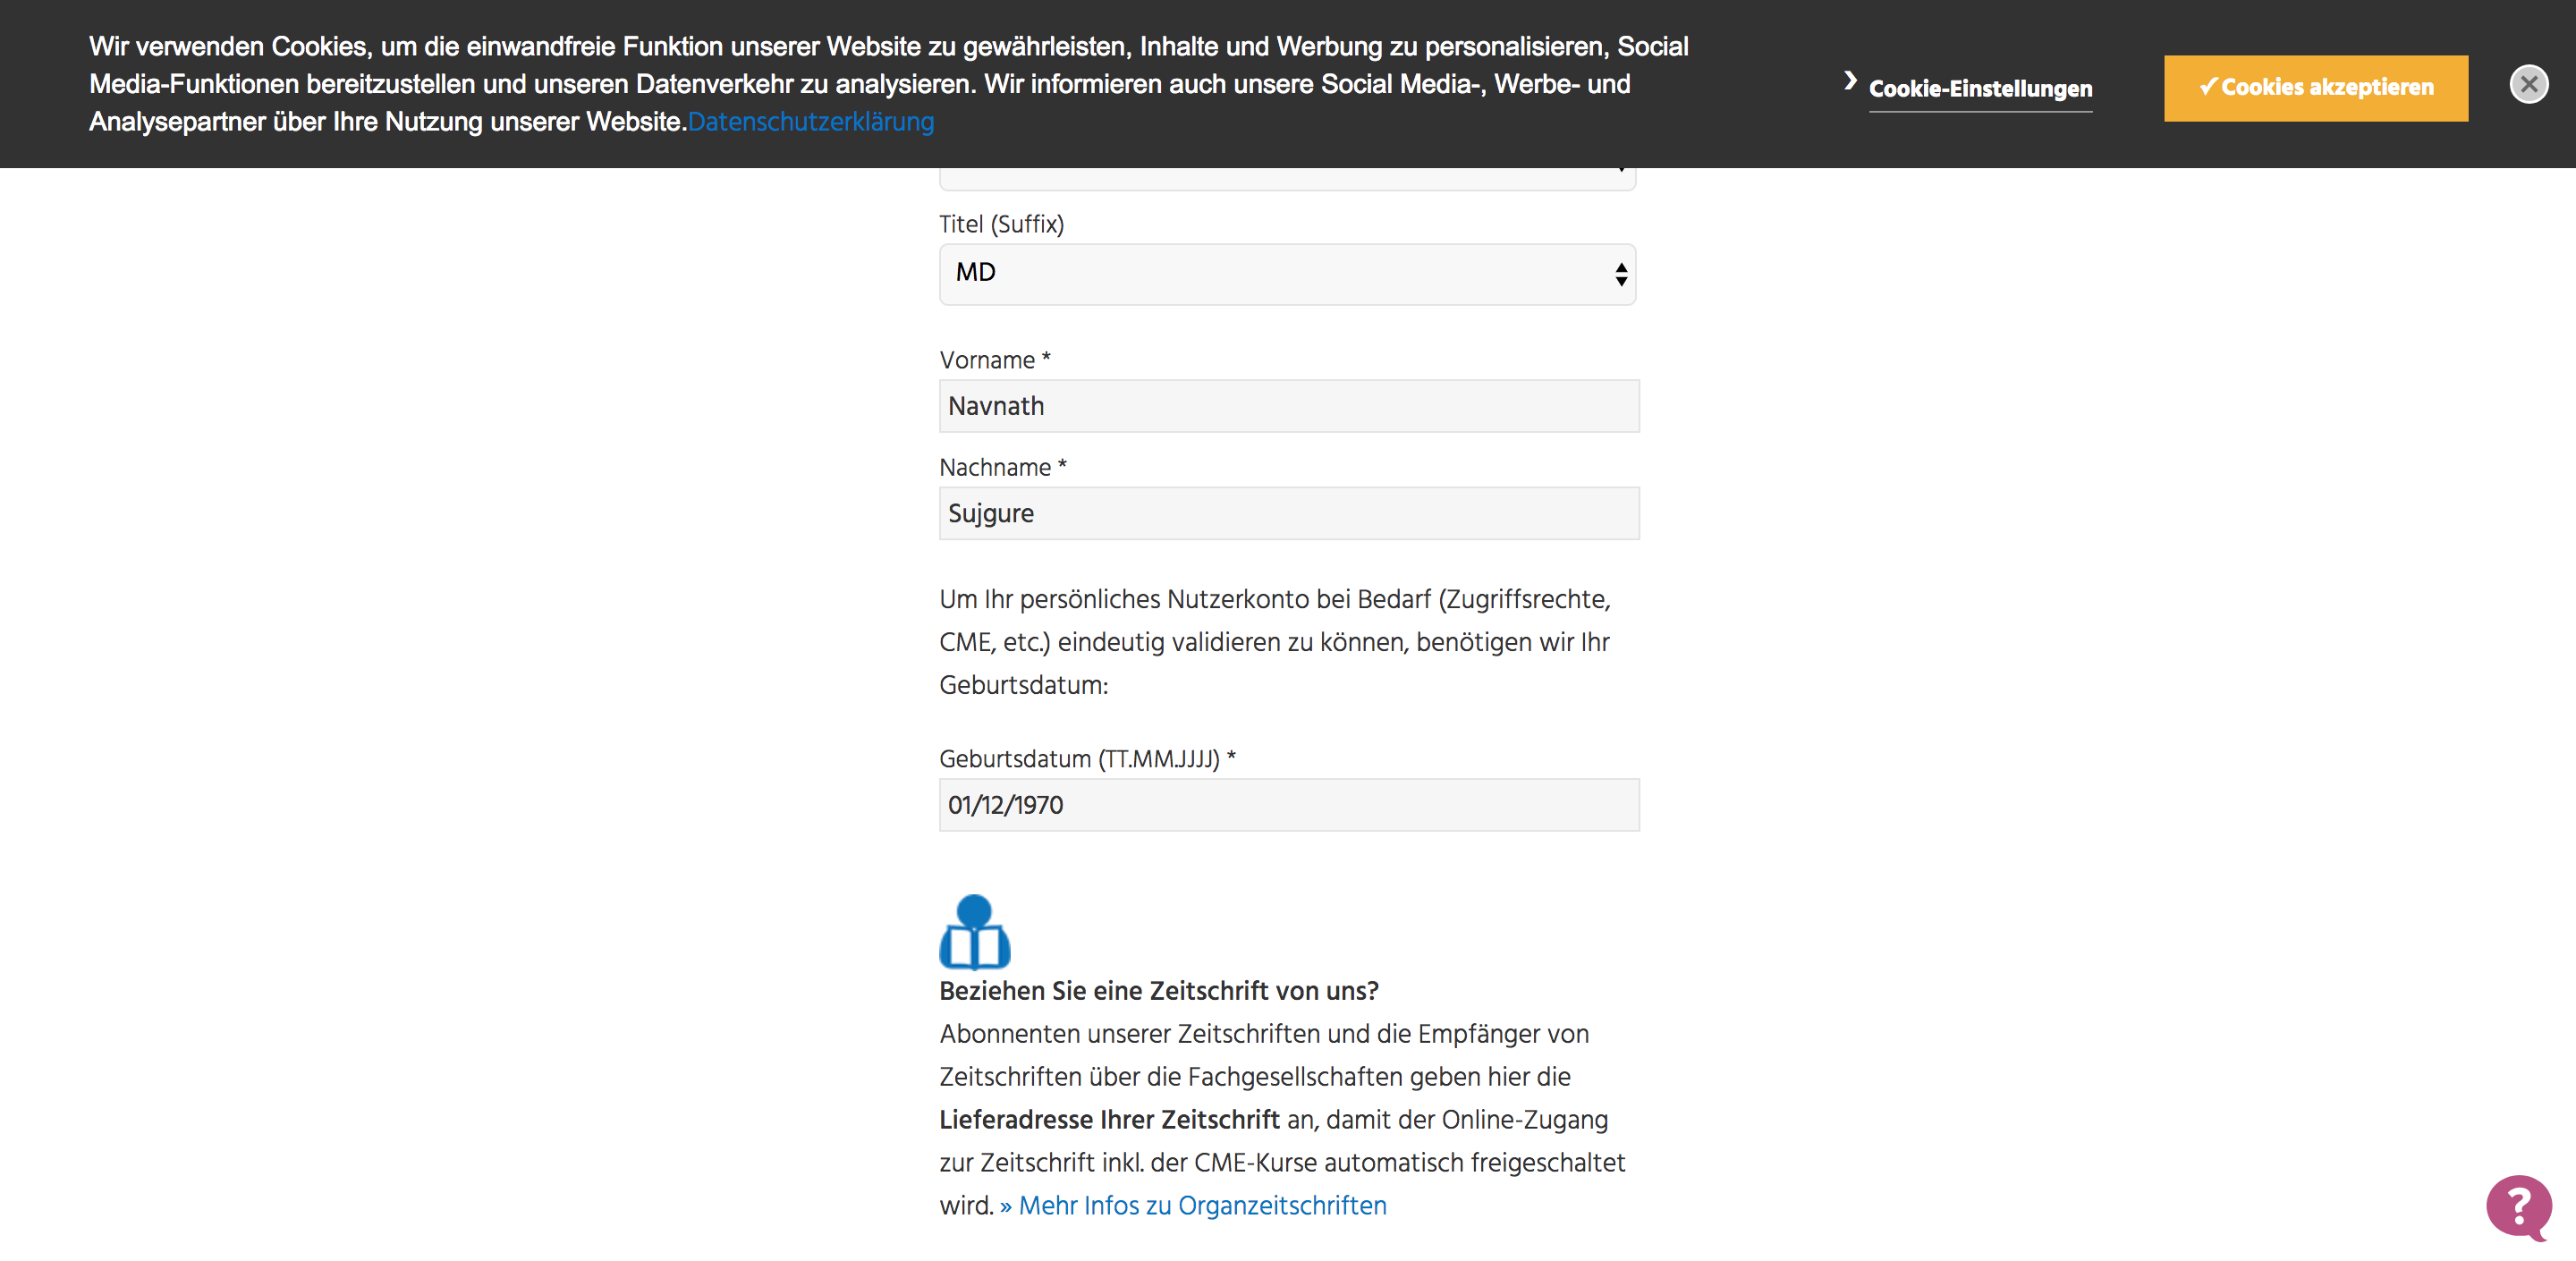 Wir verwenden Cookies, um die einwandfreie Funktion unserer Website zu gewährleisten, Inhalte und Werbung zu personalisieren, Social
Media-Funktionen bereitzustellen und unseren Datenverkehr zu analysieren. Wir informieren auch unsere Social Media-, Werbe- und
Analysepartner über Ihre Nutzung unserer Website.Datenschutzerklärung
Cookie-Einstellungen
✓Cookies akzeptieren
Titel (Suffix)
MD
Vorname *
Navnath
Nachname *
Sujgure
Um Ihr persönliches Nutzerkonto bei Bedarf (Zugriffsrechte,
CME, etc.) eindeutig validieren zu können, benötigen wir Ihr
Geburtsdatum:
Geburtsdatum (TT.MM.JJJJ) *
01/12/1970
Beziehen Sie eine Zeitschrift von uns?
Abonnenten unserer Zeitschriften und die Empfänger von
Zeitschriften über die Fachgesellschaften geben hier die
Lieferadresse Ihrer Zeitschrift an, damit der Online-Zugang
zur Zeitschrift inkl. der CME-Kurse automatisch freigeschaltet
wird. » Mehr Infos zu Organzeitschriften
?